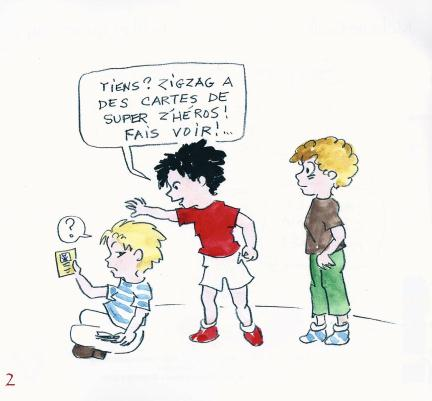 TIENS? ZIGZAG A
DES CARTES DE
SUPER Z'HÉROS!
FAIS VOIR!...
?
2